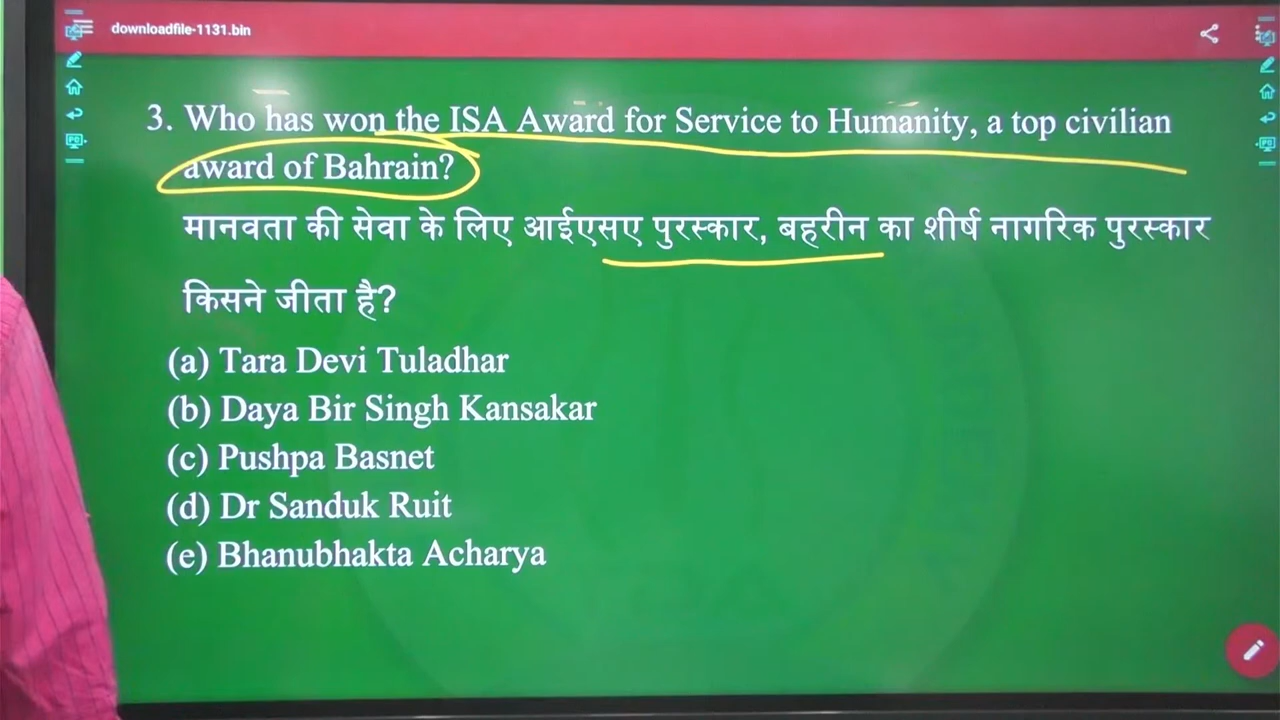 downloadfile-1131.bin
3. Who has won the ISA Award for Service to Humanity, a top civilian
award of Bahrain?
मानवता की सेवा के लिए आईएसए पुरस्कार, बहरीन का शीर्ष नागरिक पुरस्कार
किसने जीता है?
(a) Tara Devi Tuladhar
(b) Daya Bir Singh Kansakar
(c) Pushpa Basnet
(d) Dr Sanduk Ruit
(e) Bhanubhakta Acharya